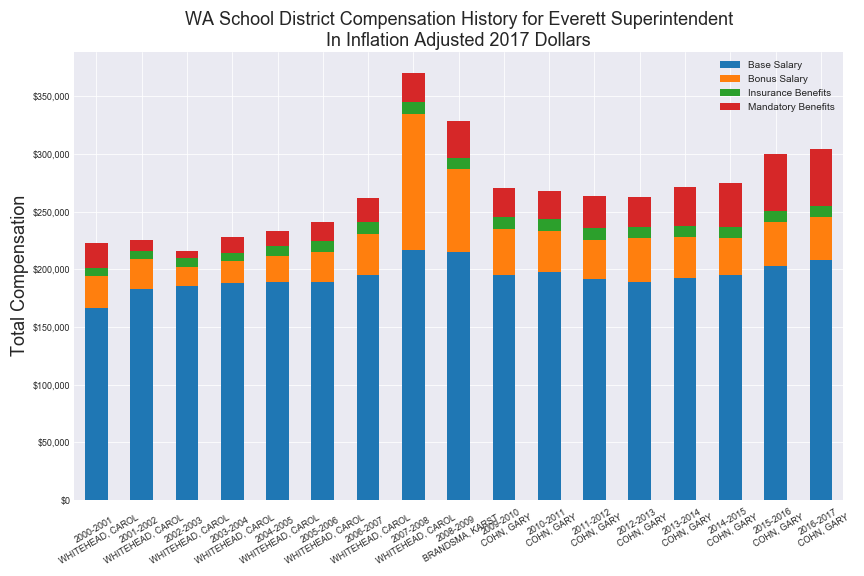 WA School District Compensation History for Everett Superintendent
In Inflation Adjusted 2017 Dollars
Base Salary
Bonus Salary
Insurance Benefits
Mandatory Benefits
Total Compensation
$350,000
$300,000
$250,000
$200,000
$150,000
$100,000
$50,000
$0
2000-2001
WHITEHEAD, CAROL
2001-2002
WHITEHEAD, CAROL
2002-2003
WHITEHEAD, CAROL
2003-2004
WHITEHEAD, CAROL
2004-2005
WHITEHEAD, CAROL
2005-2006
WHITEHEAD, CAROL
2006-2007
WHITEHEAD, CAROL
2007-2008
WHITEHEAD, CAROL
2008-2009
BRANDSMA, KARST
2009-2010
COHN, GARY
2010-2011
COHN, GARY
2011-2012
COHN, GARY
2012-2013
COHN, GARY
2013-2014
COHN, GARY
2014-2015
COHN, GARY
2015-2016
COHN, GARY
2016-2017
COHN, GARY